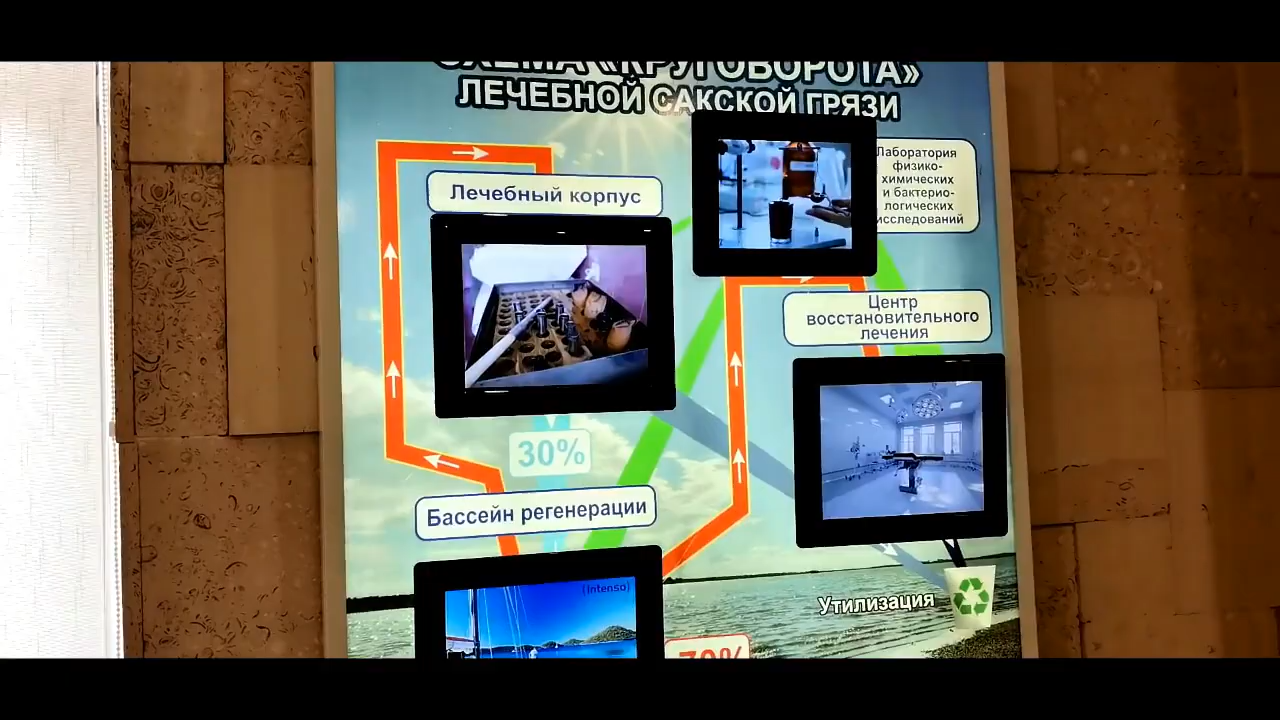 СХЕМА «КРУГОВОРОТА»
ЛЕЧЕБНОЙ САКСКОЙ ГРЯЗИ
Лаборатория
физико-
химических
и бактерио-
логических
исследований
Лечебный корпус
Центр
восстановительного
лечения
30%
Бассейн регенерации
(intenso)
Утилизация
70%